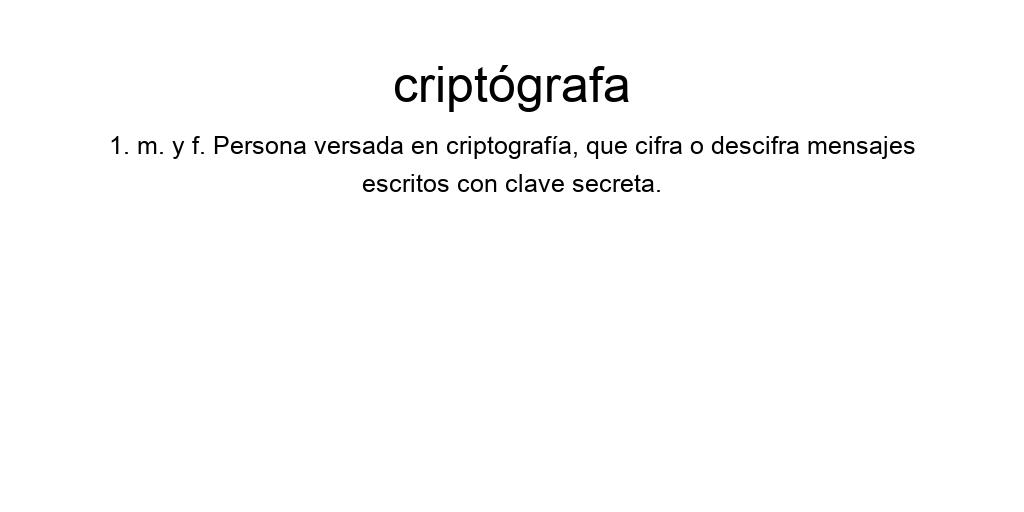 criptógrafa
1. m. y f. Persona versada en criptografía, que cifra o descifra mensajes
escritos con clave secreta.